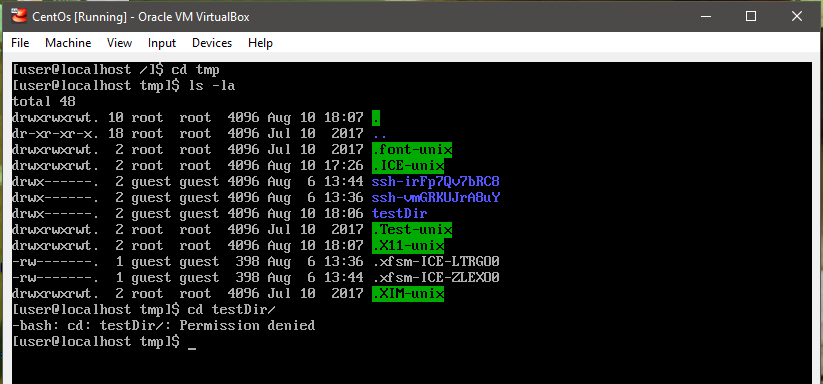 CentOs [Running] - Oracle VM VirtualBox
File Machine View Input Devices Help
[user@localhost /]$ cd tmp
[user@localhost tmp]$ ls -la
total 48
drwxrwxrwt. 10 root  root  4096 Aug 10 18:07 .
dr-xr-xr-x. 18 root  root  4096 Jul 10  2017 ..
drwxrwxrwt.  2 root  root  4096 Jul 10  2017 .font-unix
drwxrwxrwt.  2 root  root  4096 Aug 10 17:26 .ICE-unix
drwx------.  2 guest guest 4096 Aug  6 13:44 ssh-irFp7Qv7bRC8
drwx------.  2 guest guest 4096 Aug  6 13:36 ssh-vmGRKUJrA8uY
drwx------.  2 guest guest 4096 Aug 10 18:06 testDir
drwxrwxrwt.  2 root  root  4096 Jul 10  2017 .Test-unix
drwxrwxrwt.  2 root  root  4096 Aug 10 18:07 .X11-unix
-rw-------.  1 guest guest  398 Aug  6 13:36 .xfsm-ICE-LTRGO0
-rw-------.  1 guest guest  398 Aug  6 13:44 .xfsm-ICE-ZLEXO0
drwxrwxrwt.  2 root  root  4096 Jul 10  2017 .XIM-unix
[user@localhost tmp]$ cd testDir/
-bash: cd: testDir/: Permission denied
[user@localhost tmp]$ _